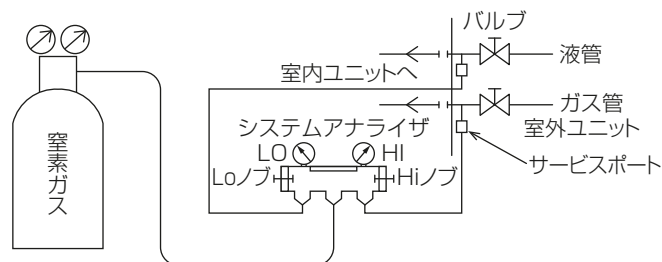 バルブ
液管
室内ユニットへ
ガス管
室外ユニット
システムアナライザ
LO
HI
サービスポート
Loノブ
Hiノブ
窒素ガス